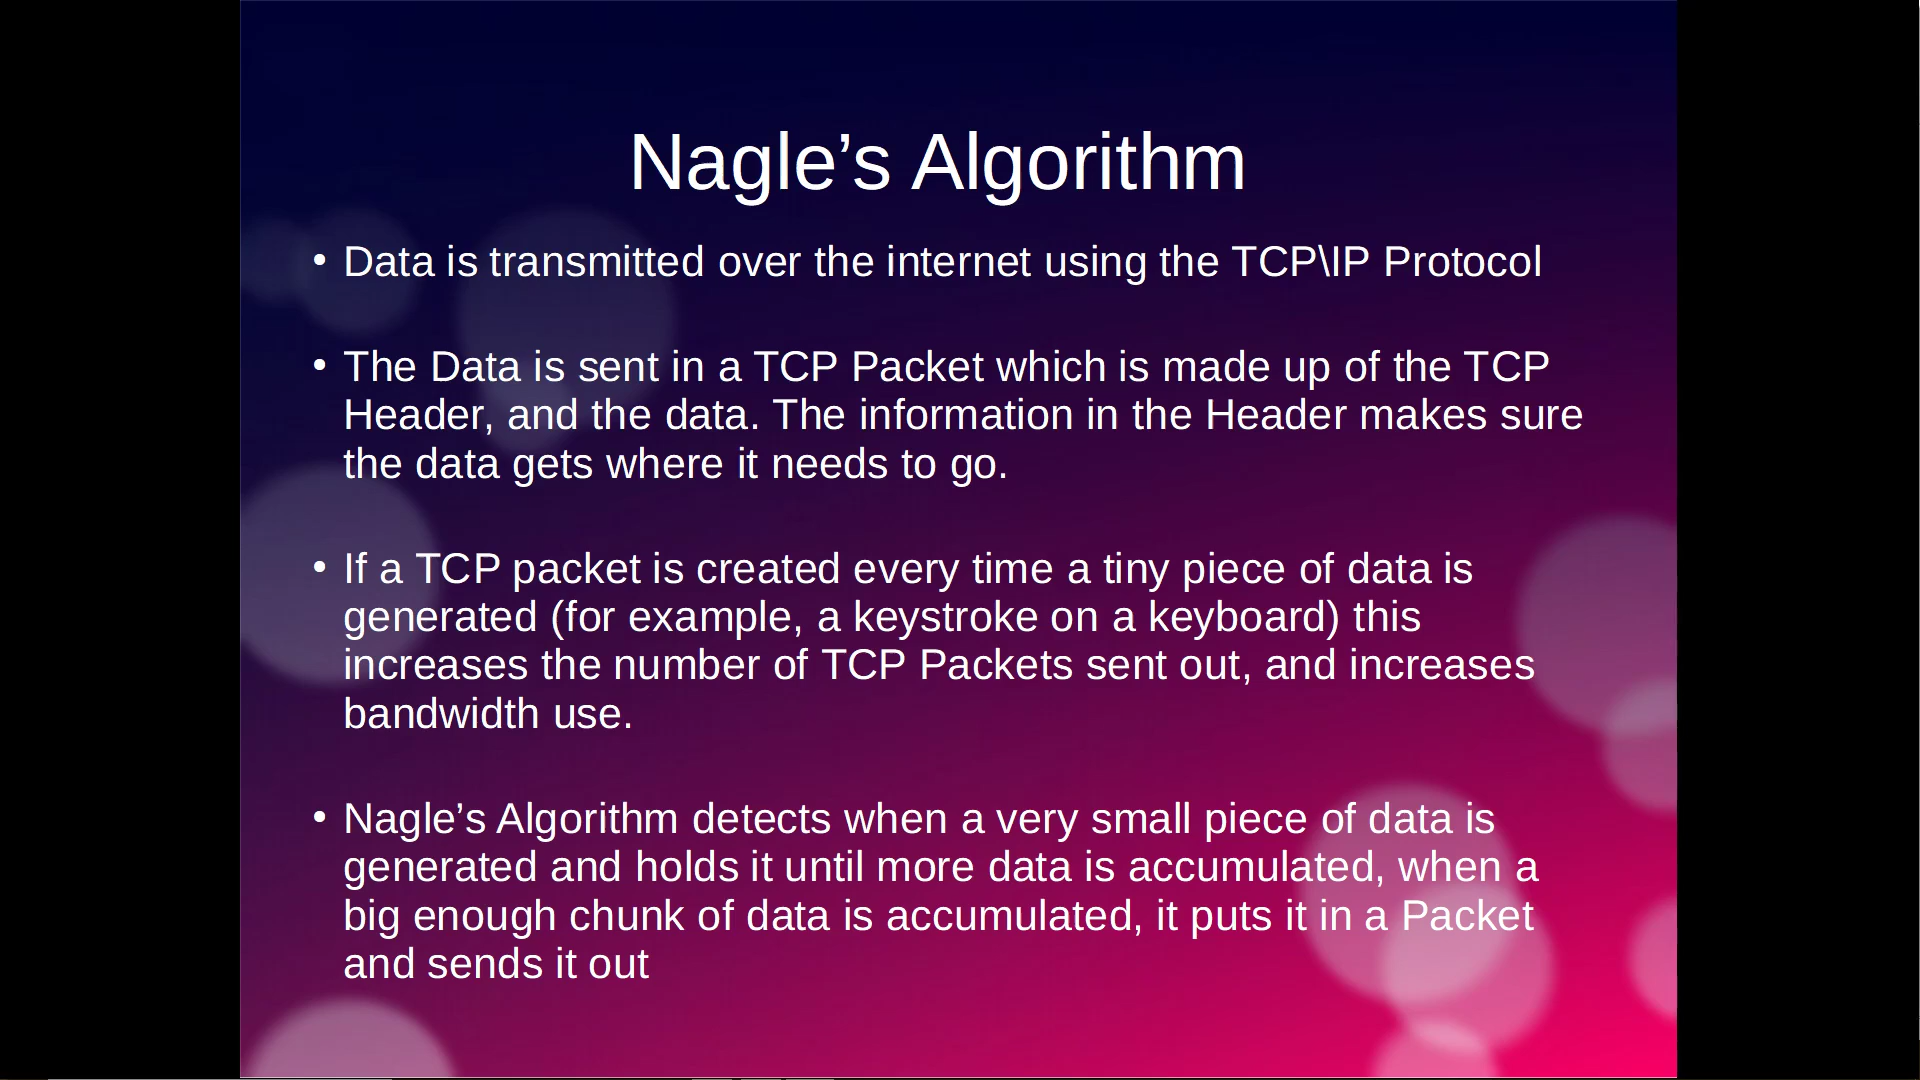 Nagle’s Algorithm
• Data is transmitted over the internet using the TCP\IP Protocol
• The Data is sent in a TCP Packet which is made up of the TCP
Header, and the data. The information in the Header makes sure
the data gets where it needs to go.
• If a TCP packet is created every time a tiny piece of data is
generated (for example, a keystroke on a keyboard) this
increases the number of TCP Packets sent out, and increases
bandwidth use.
• Nagle’s Algorithm detects when a very small piece of data is
generated and holds it until more data is accumulated, when a
big enough chunk of data is accumulated, it puts it in a Packet
and sends it out